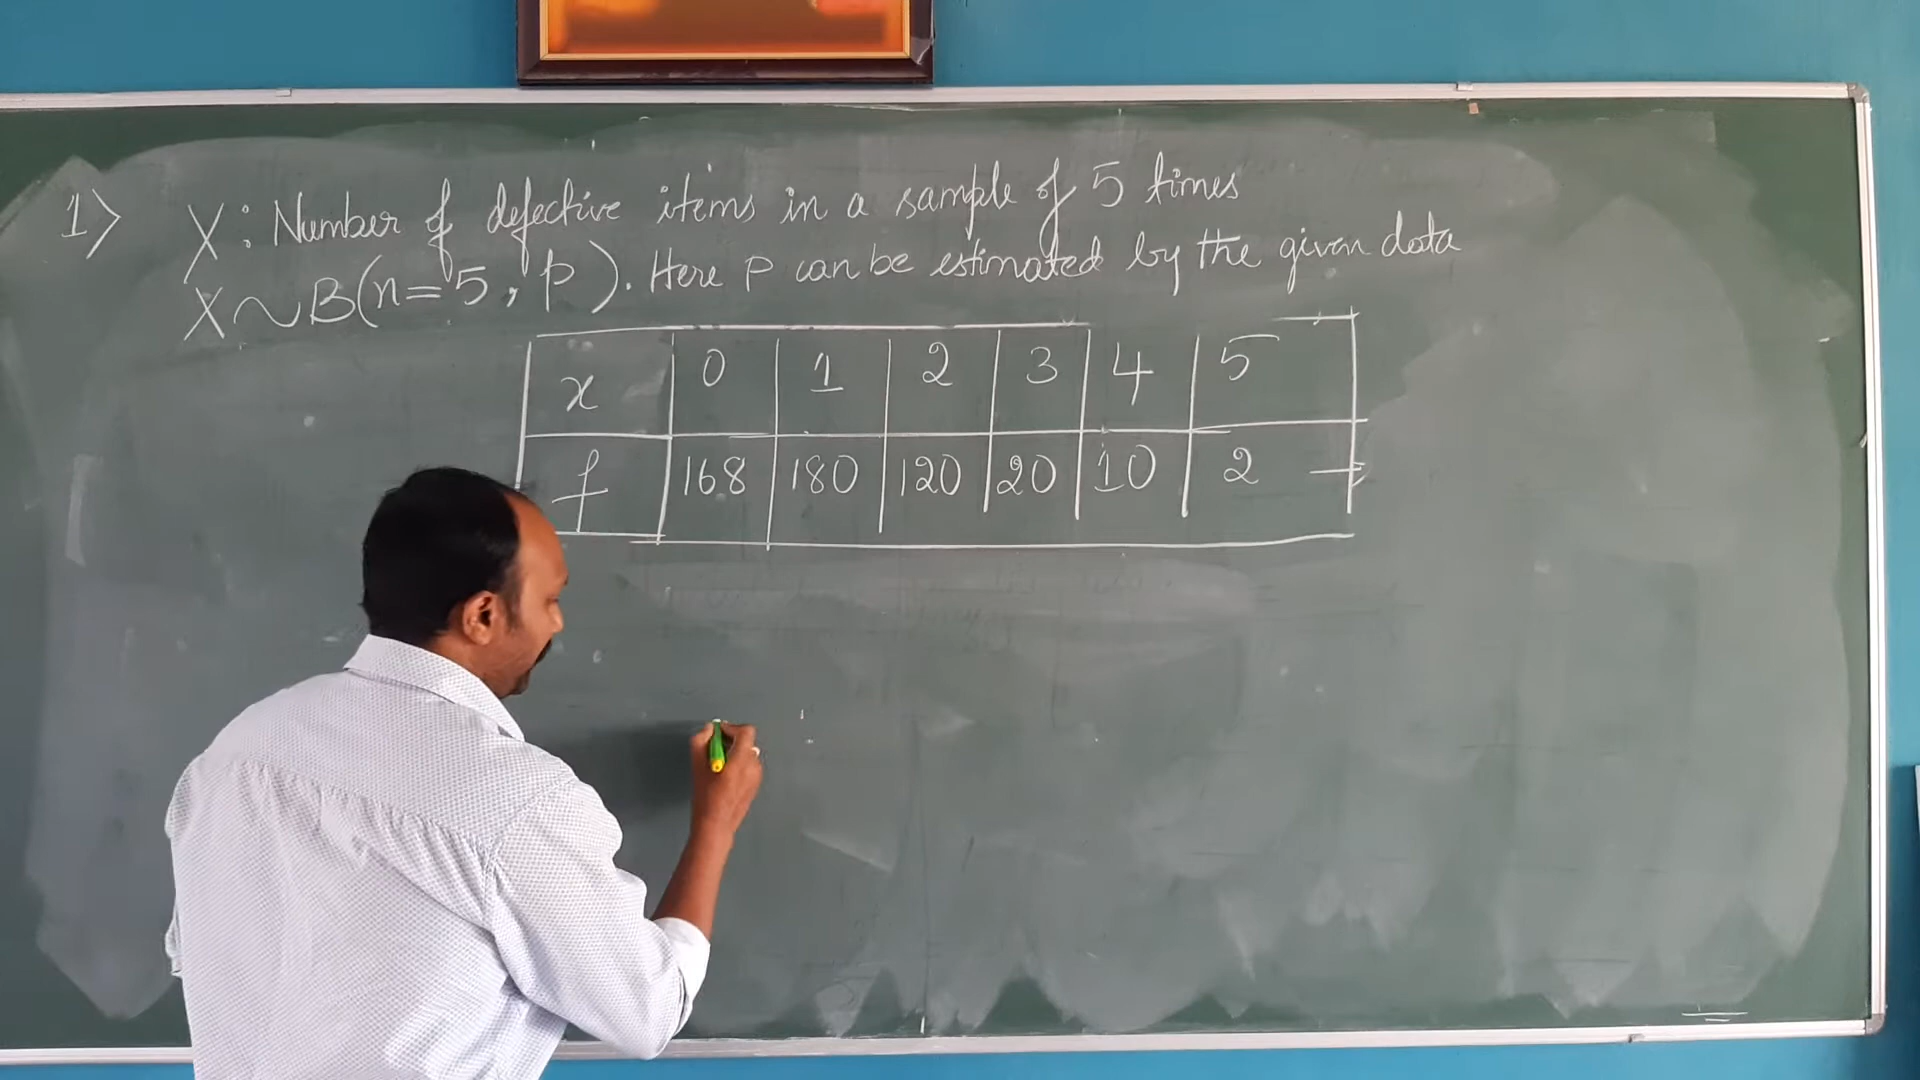 1) X: Number of defective items in a sample of 5 times
X~B(n=5, p). Here P can be estimated by the given data
x 0 1 2 3 4 5
f 168 180 120 20 10 2